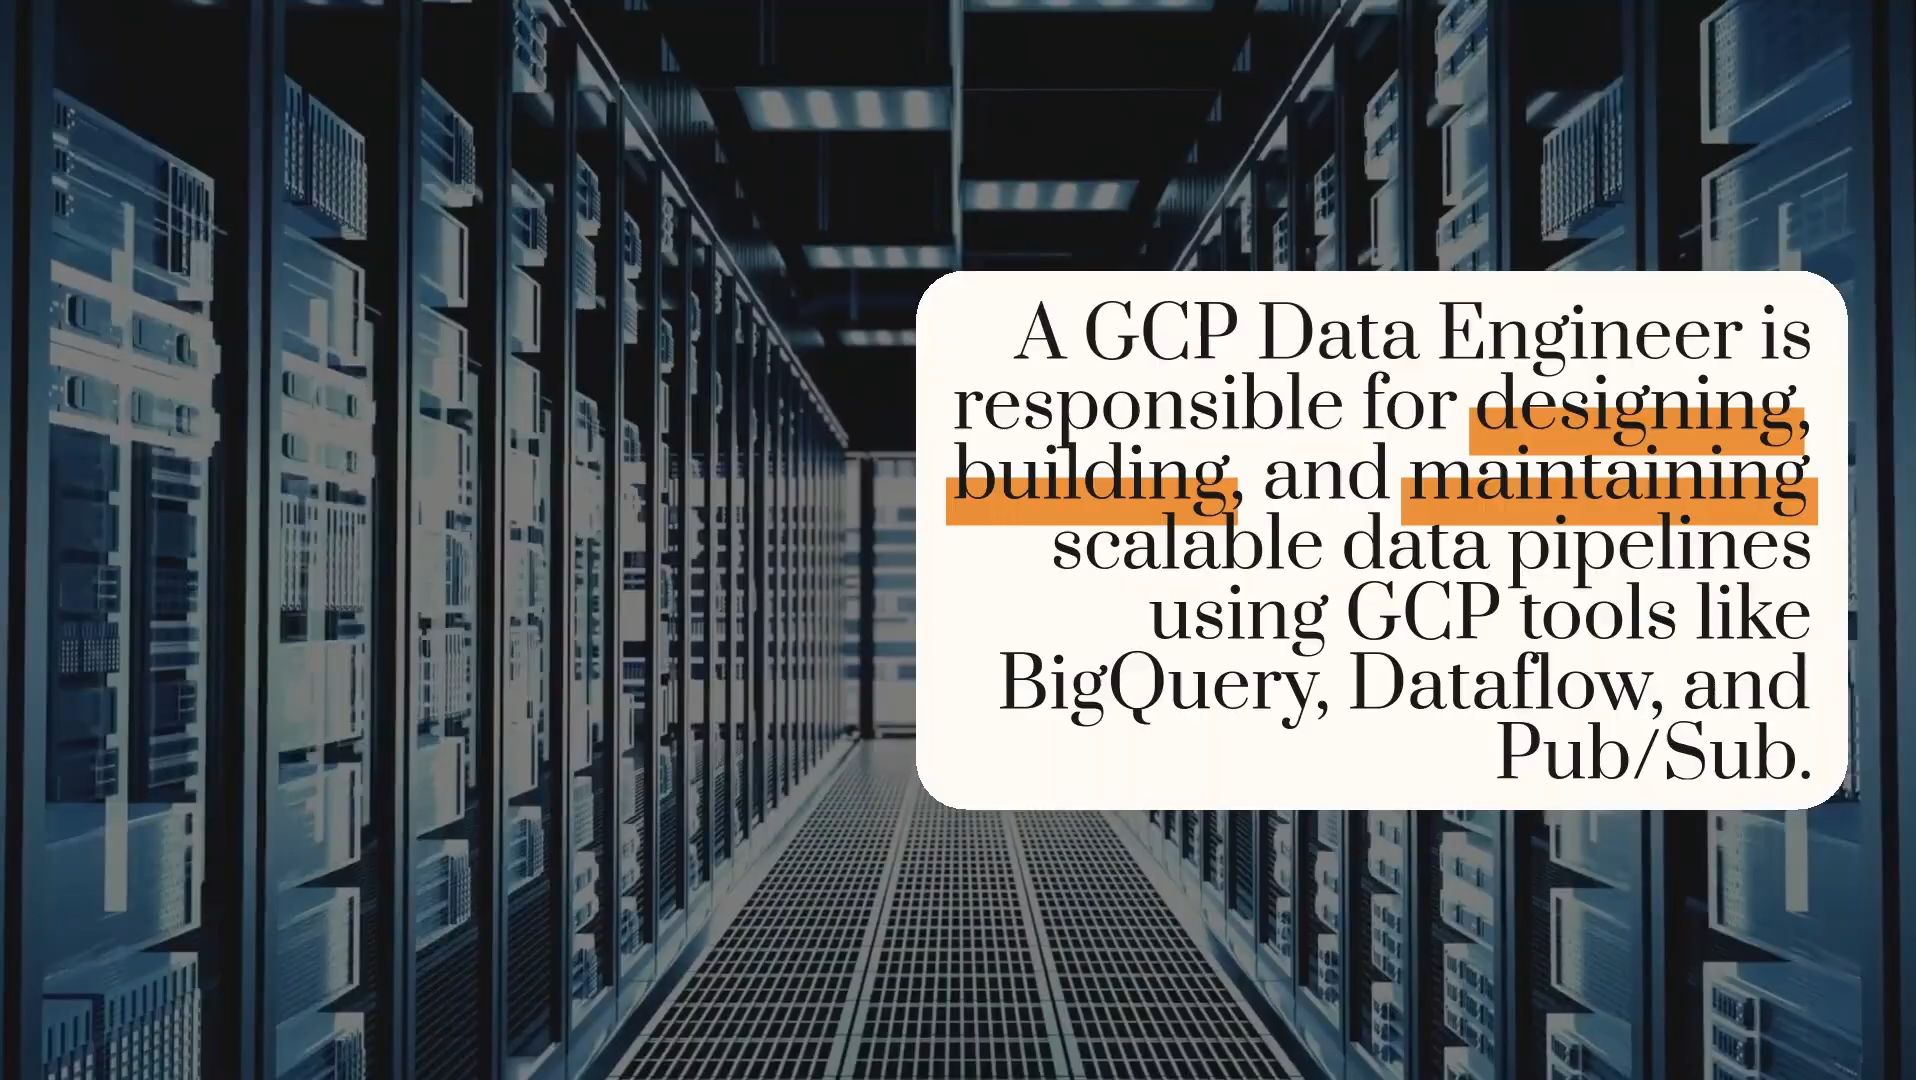 A GCP Data Engineer is
responsible for designing,
building, and maintaining
scalable data pipelines
using GCP tools like
BigQuery, Dataflow, and
Pub/Sub.